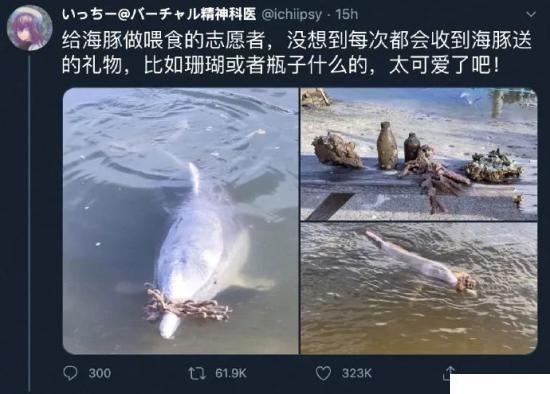 いっちー@バーチャル精神科医 @ichiipsy · 15h
给海豚做喂食的志愿者，没想到每次都会收到海豚送
的礼物，比如珊瑚或者瓶子什么的，太可爱了吧！
300 61.9K 323K